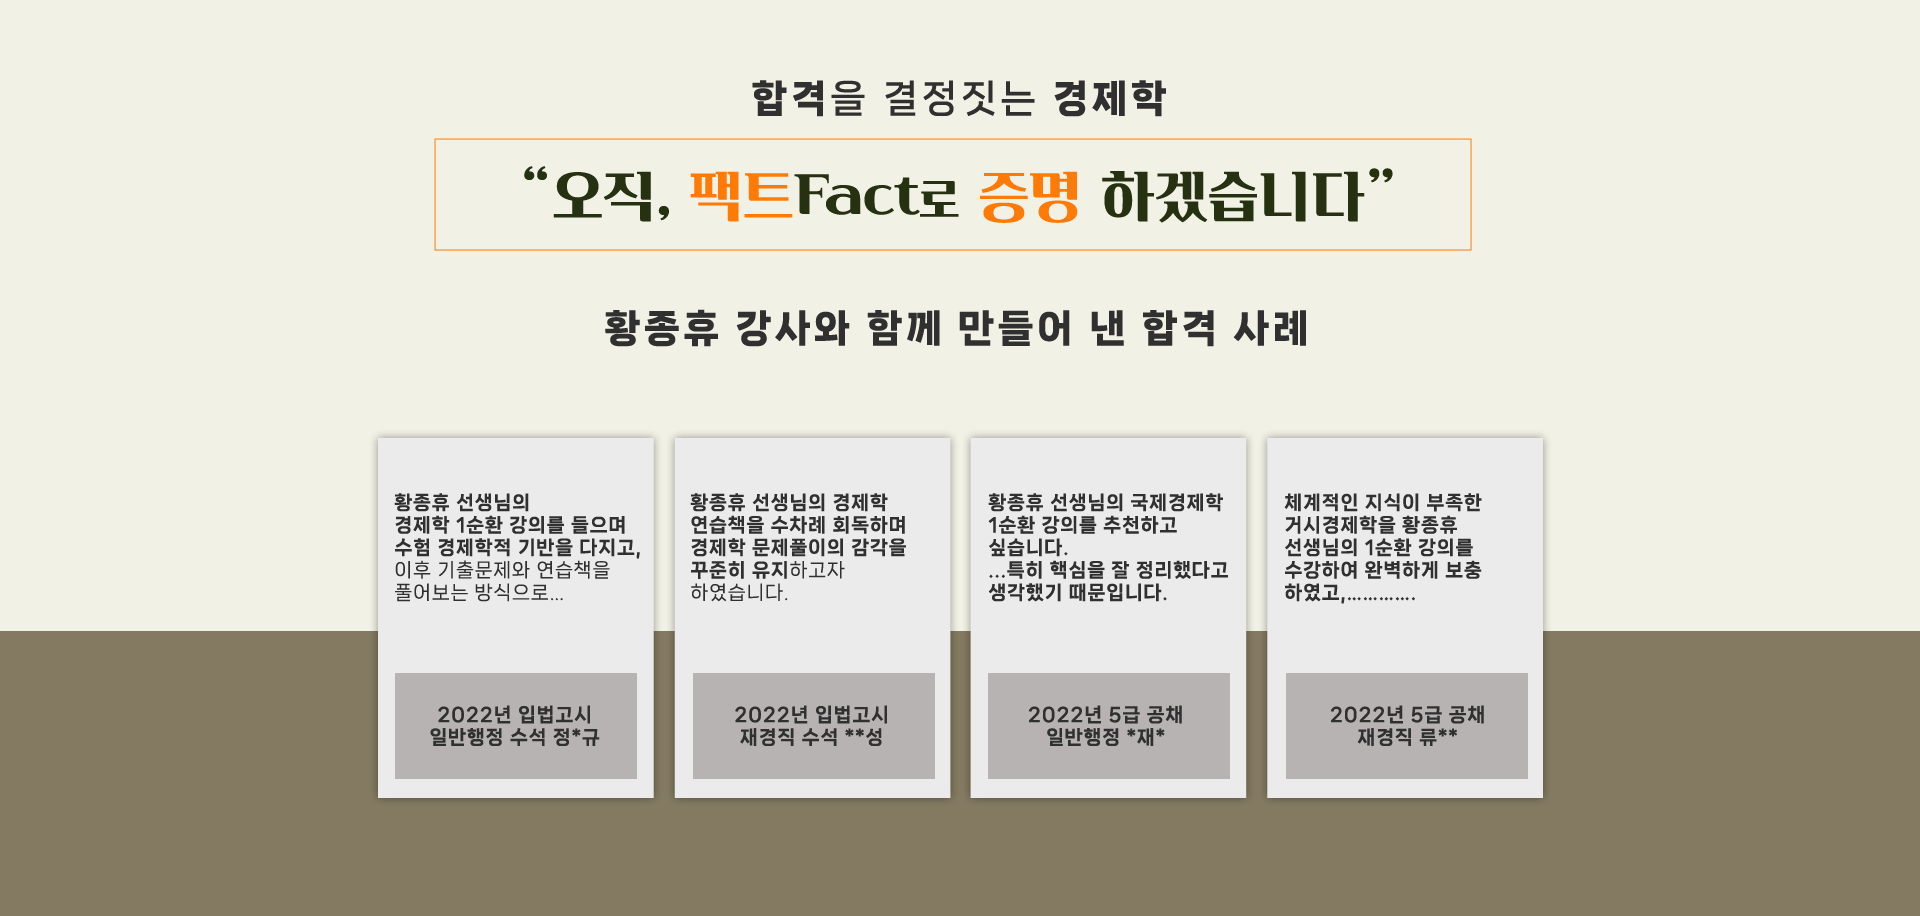 합격을 결정짓는 경제학
“오직, 팩트Fact로 증명 하겠습니다”
황종휴 강사와 함께 만들어 낸 합격 사례
황종휴 선생님의
경제학 1순환 강의를 들으며
수험 경제학적 기반을 다지고,
이후 기출문제와 연습책을
풀어보는 방식으로...
2022년 입법고시
일반행정 수석 정*규
황종휴 선생님의 경제학
연습책을 수차례 회독하며
경제학 문제풀이의 감각을
꾸준히 유지하고자
하였습니다.
2022년 입법고시
재경직 수석 **성
황종휴 선생님의 국제경제학
1순환 강의를 추천하고
싶습니다.
...특히 핵심을 잘 정리했다고
생각했기 때문입니다.
2022년 5급 공채
일반행정 *재*
체계적인 지식이 부족한
거시경제학을 황종휴
선생님의 1순환 강의를
수강하여 완벽하게 보충
하였고,.............
2022년 5급 공채
재경직 류**